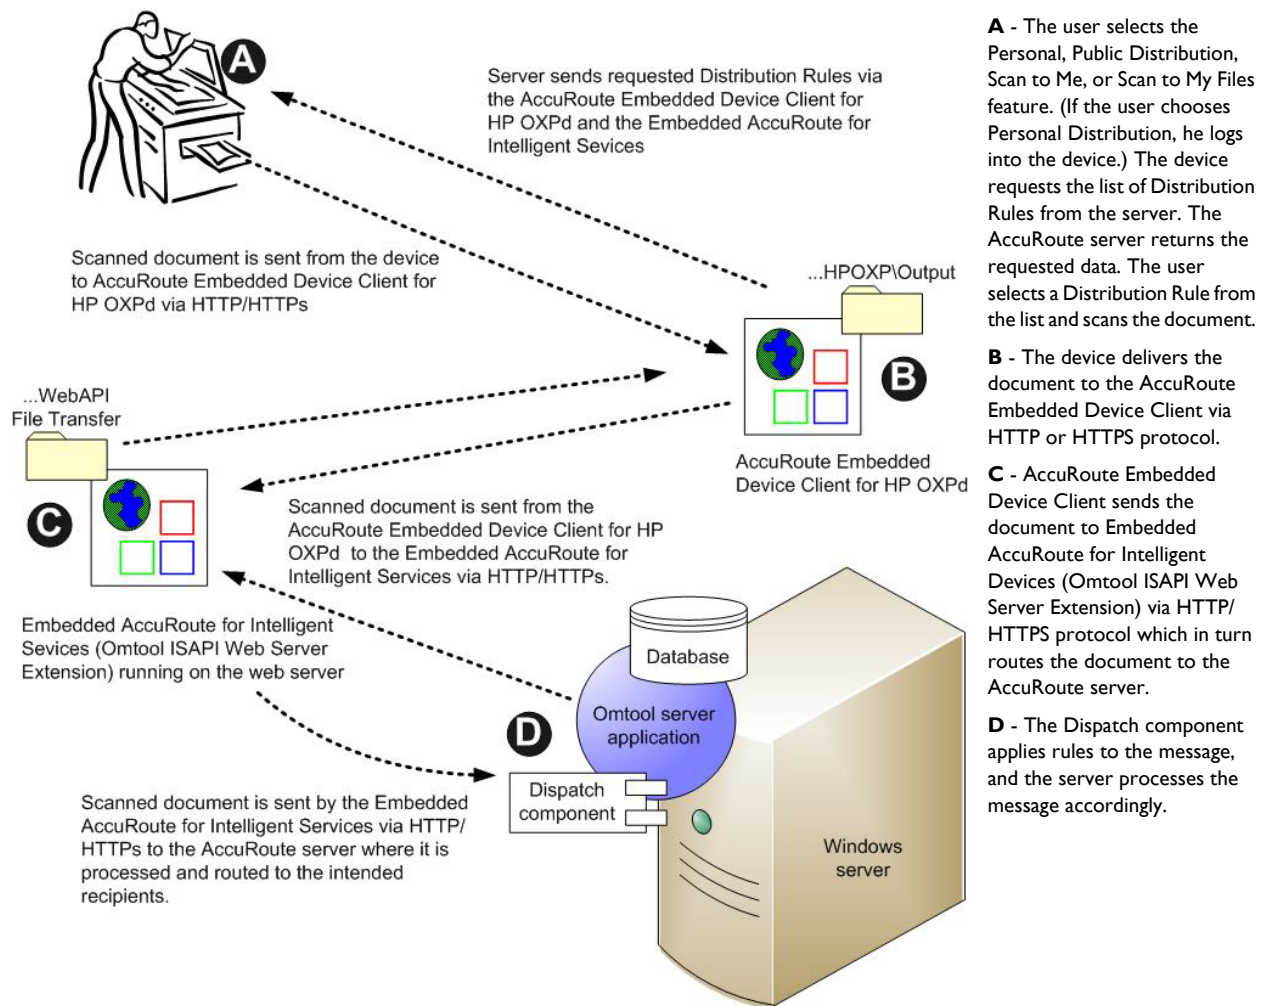 A
Server sends requested Distribution Rules via
the AccuRoute Embedded Device Client for
HP OXPd and the Embedded AccuRoute for
Intelligent Sevices
Scanned document is sent from the device
to AccuRoute Embedded Device Client for
HP OXPd via HTTP/HTTPs
...HPOXP\Output
B
AccuRoute Embedded
Device Client for HP OXPd
...WebAPI
File Transfer
C
Scanned document is sent from the
AccuRoute Embedded Device Client for HP
OXPd to the Embedded AccuRoute for
Intelligent Services via HTTP/HTTPs.
Embedded AccuRoute for Intelligent
Sevices (Omtool ISAPI Web Server
Extension) running on the web server
Database
Omtool server
application
D
Dispatch
component
Windows
server
Scanned document is sent by the Embedded
AccuRoute for Intelligent Services via HTTP/
HTTPs to the AccuRoute server where it is
processed and routed to the intended
recipients.
A - The user selects the
Personal, Public Distribution,
Scan to Me, or Scan to My Files
feature. (If the user chooses
Personal Distribution, he logs
into the device.) The device
requests the list of Distribution
Rules from the server. The
AccuRoute server returns the
requested data. The user
selects a Distribution Rule from
the list and scans the document.
B - The device delivers the
document to the AccuRoute
Embedded Device Client via
HTTP or HTTPS protocol.
C - AccuRoute Embedded
Device Client sends the
document to Embedded
AccuRoute for Intelligent
Devices (Omtool ISAPI Web
Server Extension) via HTTP/
HTTPS protocol which in turn
routes the document to the
AccuRoute server.
D - The Dispatch component
applies rules to the message,
and the server processes the
message accordingly.